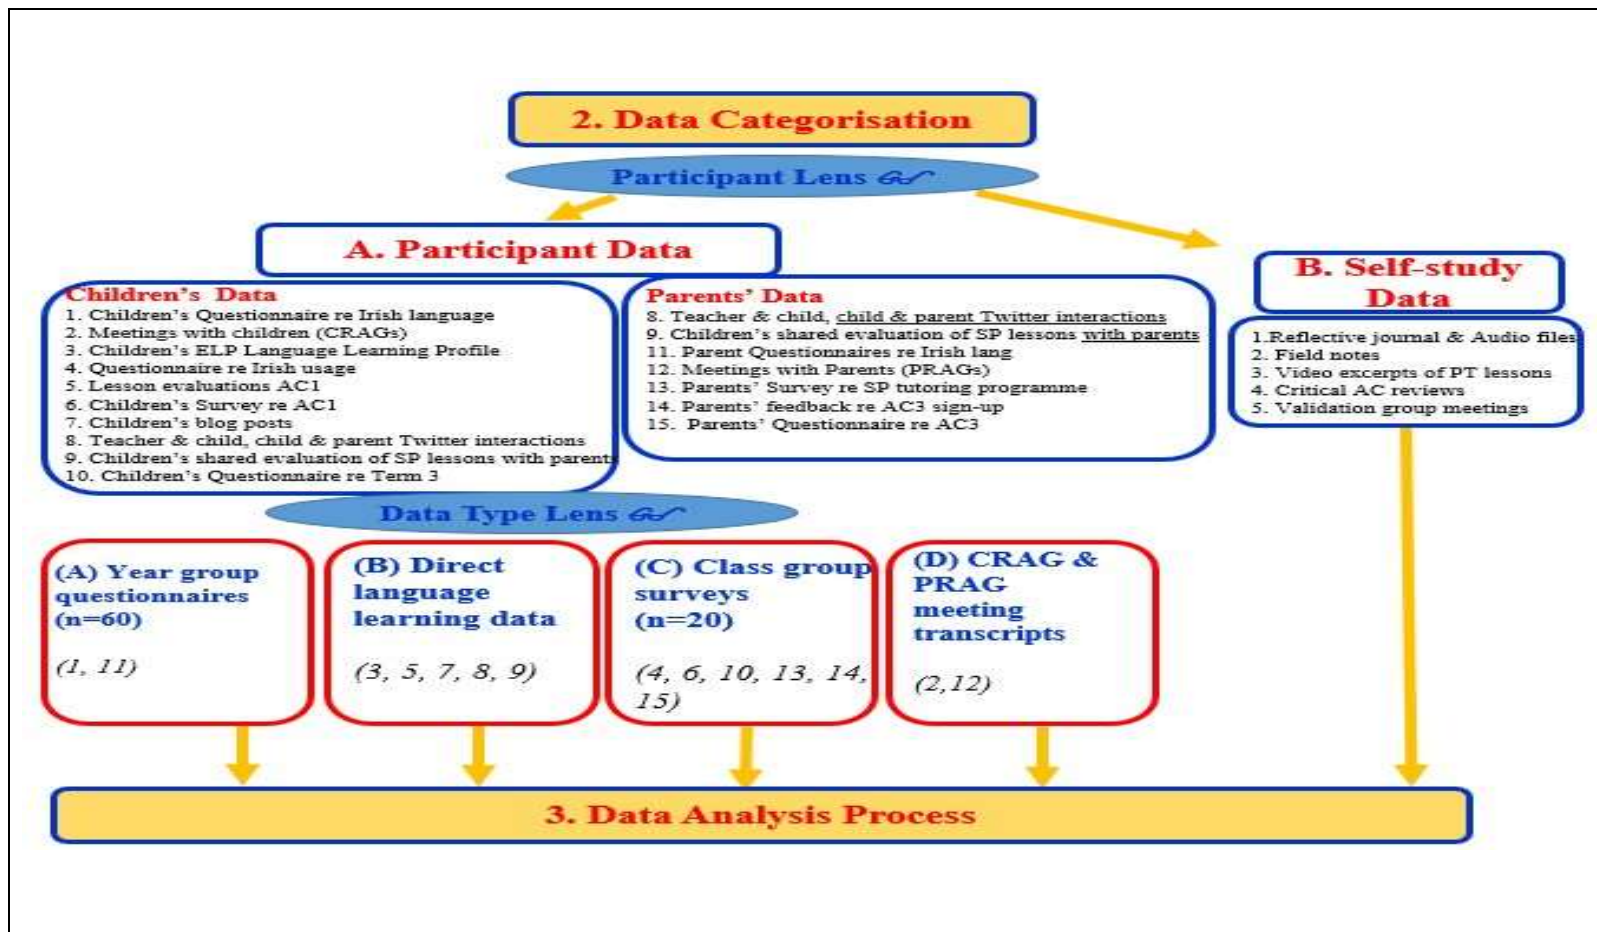 2. Data Categorisation
Participant Lens
A. Participant Data
Children's Data
1. Children's Questionnaire re Irish language
2. Meetings with children (CRAGs)
3. Children's ELP Language Learning Profile
4. Questionnaire re Irish usage
5. Lesson evaluations AC1
6. Children's Survey re AC1
7. Children's blog posts
8. Teacher & child, child & parent Twitter interactions
9. Children's shared evaluation of SP lessons with parents
10. Children's Questionnaire re Term 3
Parents' Data
8. Teacher & child, child & parent Twitter interactions
9. Children's shared evaluation of SP lessons with parents
11. Parent Questionnaires re Irish lang
12. Meetings with Parents (PRAGs)
13. Parents' Survey re SP tutoring programme
14. Parents' feedback re AC3 sign-up
15. Parents' Questionnaire re AC3
B. Self-study
Data
1.Reflective journal & Audio files
2. Field notes
3. Video excerpts of PT lessons
4. Critical AC reviews
5. Validation group meetings
Data Type Lens
(A) Year group
questionnaires
(n=60)
(1, 11)
(B) Direct
language
learning data
(3, 5, 7, 8, 9)
(C) Class group
surveys
(n=20)
(4, 6, 10, 13, 14,
15)
(D) CRAG &
PRAG
meeting
transcripts
(2,12)
3. Data Analysis Process